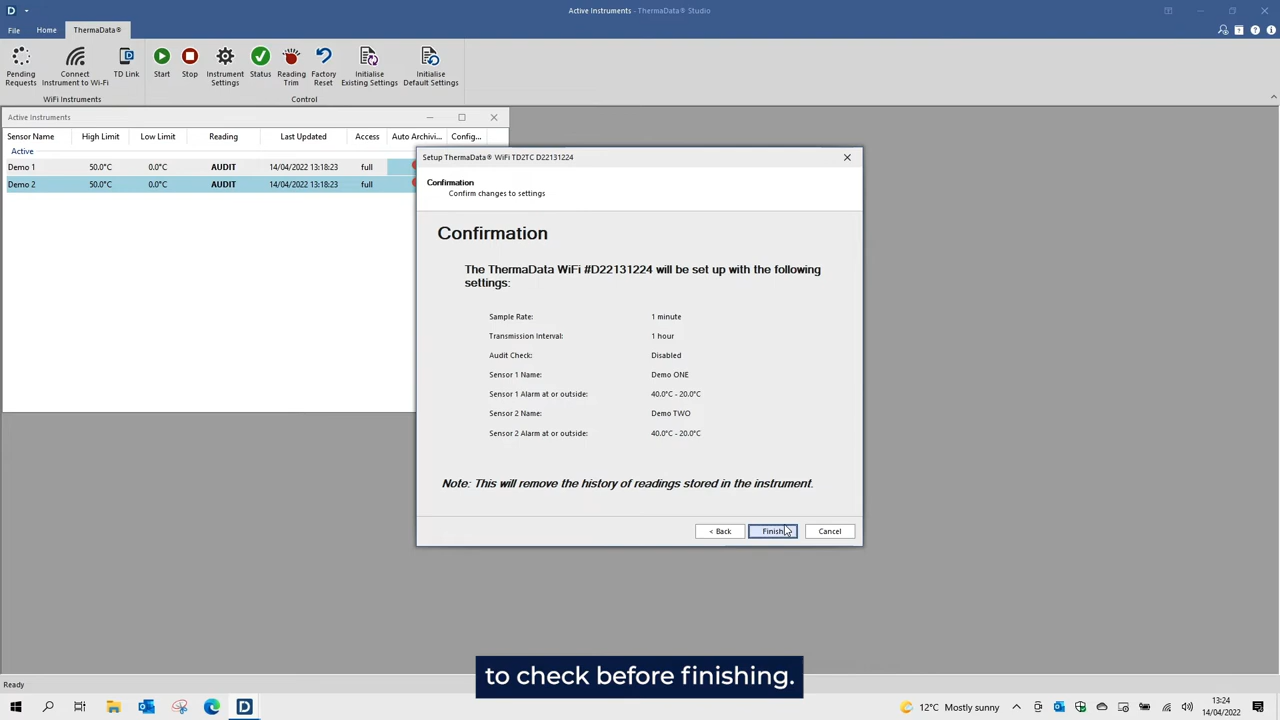 Active Instruments - ThermaData® Studio
File Home ThermaData®
Pending Requests
Connect Instrument to Wi-Fi
TD Link
Start
Stop
Instrument Settings
Status
Reading Trim
Factory Reset
Initialise Existing Settings
Initialise Default Settings
WiFi Instruments
Control
Active Instruments
Sensor Name High Limit Low Limit Reading Last Updated Access Auto Archivi... Config...
Active
Demo 1 50.0°C 0.0°C AUDIT 14/04/2022 13:18:23 full
Demo 2 50.0°C 0.0°C AUDIT 14/04/2022 13:18:23 full
Setup ThermaData® WiFi TD2TC D22131224
Confirmation
Confirm changes to settings
Confirmation
The ThermaData WiFi #D22131224 will be set up with the following
settings:
Sample Rate: 1 minute
Transmission Interval: 1 hour
Audit Check: Disabled
Sensor 1 Name: Demo ONE
Sensor 1 Alarm at or outside: 40.0°C - 20.0°C
Sensor 2 Name: Demo TWO
Sensor 2 Alarm at or outside: 40.0°C - 20.0°C
Note: This will remove the history of readings stored in the instrument.
< Back Finish Cancel
to check before finishing.
Ready
12°C Mostly sunny
13:24
14/04/2022